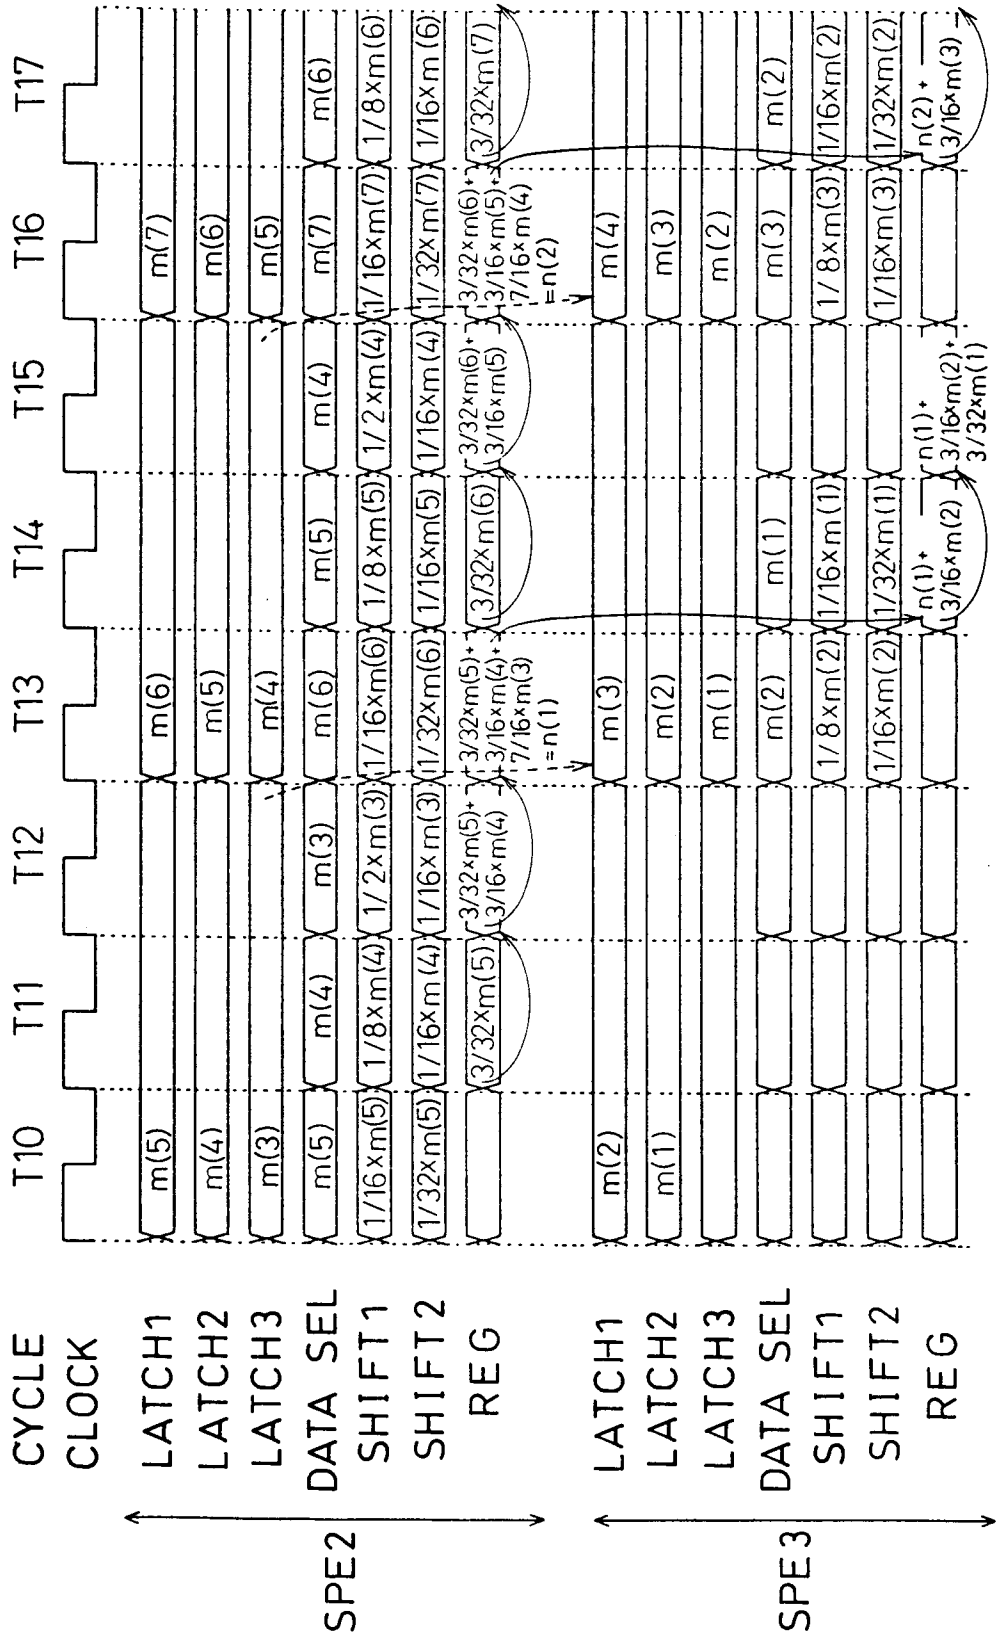 CYCLE T10 T11 T12 T13 T14 T15 T16 T17
CLOCK
SPE2
LATCH1 m(5) m(6) m(7)
LATCH2 m(4) m(5) m(6)
LATCH3 m(3) m(4) m(5)
DATA SEL m(5) m(4) m(3) m(6) m(5) m(4) m(7) m(6)
SHIFT1 1/16×m(5) 1/8×m(4) 1/2×m(3) 1/16×m(6) 1/8×m(5) 1/2×m(4) 1/16×m(7) 1/8×m(6)
SHIFT2 1/32×m(5) 1/16×m(4) 1/16×m(3) 1/32×m(6) 1/16×m(5) 1/16×m(4) 1/32×m(7) 1/16×m(6)
REG
3/32×m(5)
3/32×m(5)+
3/16×m(4)
3/32×m(5)+
3/16×m(4)+
7/16×m(3)
=n(1)
3/32×m(6)
3/32×m(6)+
3/16×m(5)
3/32×m(6)+
3/16×m(5)+
7/16×m(4)
=n(2)
3/32×m(7)
SPE3
LATCH1 m(2) m(3) m(4)
LATCH2 m(1) m(2) m(3)
LATCH3 m(1) m(2)
DATA SEL m(2) m(1) m(3) m(2)
SHIFT1 1/8×m(2) 1/16×m(1) 1/8×m(3) 1/16×m(2)
SHIFT2 1/16×m(2) 1/32×m(1) 1/16×m(3) 1/32×m(2)
REG
n(1)+
3/16×m(2)
n(1)+
3/16×m(2)+
3/32×m(1)
n(2)+
3/16×m(3)